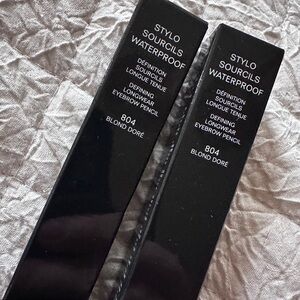 STYLO
SOURCILS
WATERPROOF
DÉFINITION
SOURCILS
LONGUE TENUE
DEFINING
LONGWEAR
EYEBROW PENCIL
804
BLOND DORÉ
STYLO
SOURCILS
WATERPROOF
DÉFINITION
SOURCILS
LONGUE TENUE
DEFINING
LONGWEAR
EYEBROW PENCIL
804
BLOND DORÉ